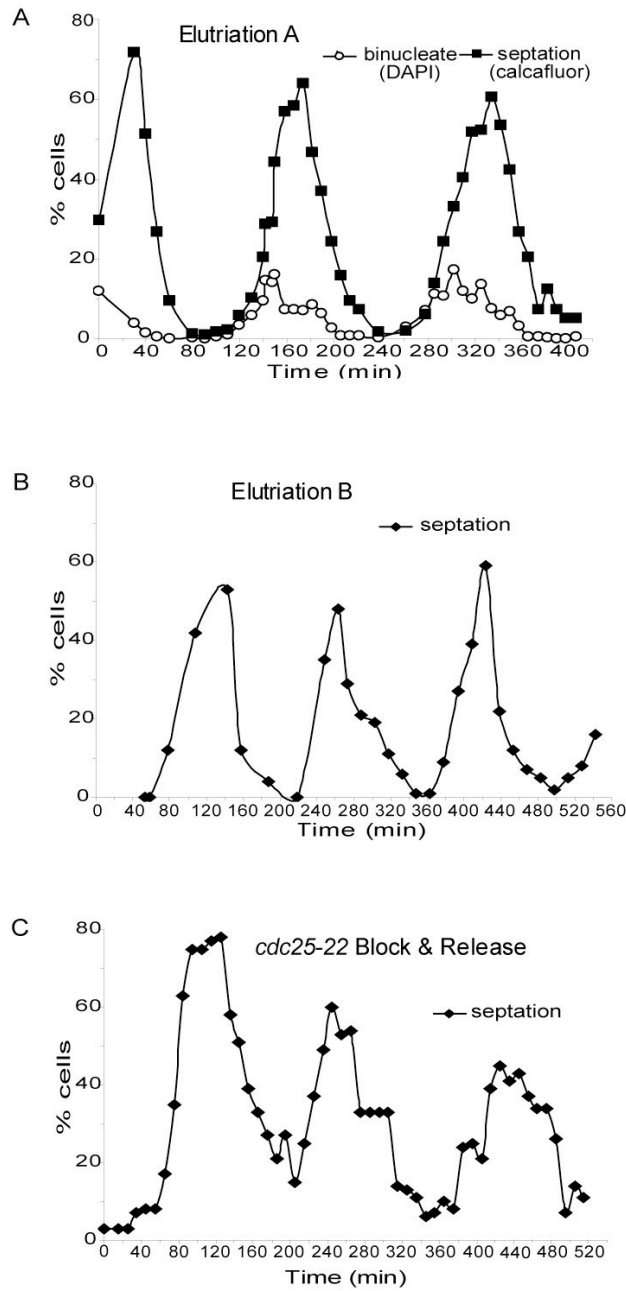 A
Elutriation A
binucleate septation
(DAPI) (calcafluor)
80
60
40
20
0
% cells
0 40 80 120 160 200 240 280 320 360 400
Time (min)
B
Elutriation B
septation
80
60
40
20
0
% cells
0 40 80 120 160 200 240 280 320 360 400 440 480 520 560
Time (min)
C
cdc25-22 Block & Release
septation
80
60
40
20
0
% cells
0 40 80 120 160 200 240 280 320 360 400 440 480 520
Time (min)